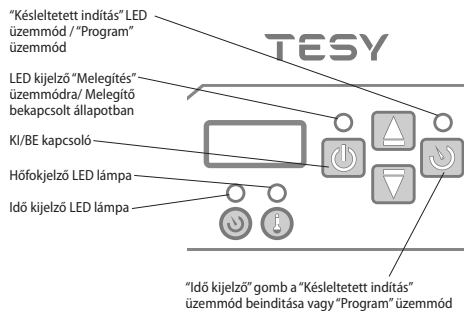 "Késleltetett indítás" LED
üzemmód / "Program"
üzemmód
TESY
LED kijelző "Melegítés"
üzemmódra/ Melegítő
bekapcsolt állapotban
KI/BE kapcsoló
Hőfokjelző LED lámpa
Idő kijelző LED lámpa
"Idő kijelző" gomb a "Késleltetett indítás"
üzemmód beinditása vagy "Program" üzemmód